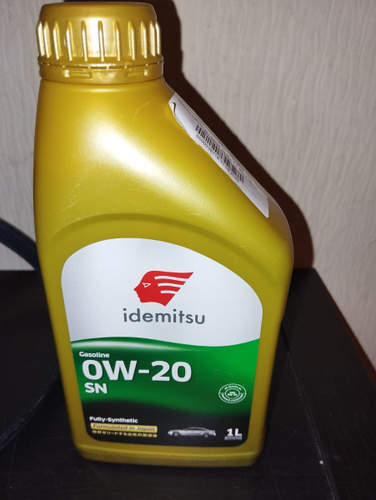 idemitsu
Gasoline
0W-20
SN
Fully-Synthetic
Formulated in Japan
1L